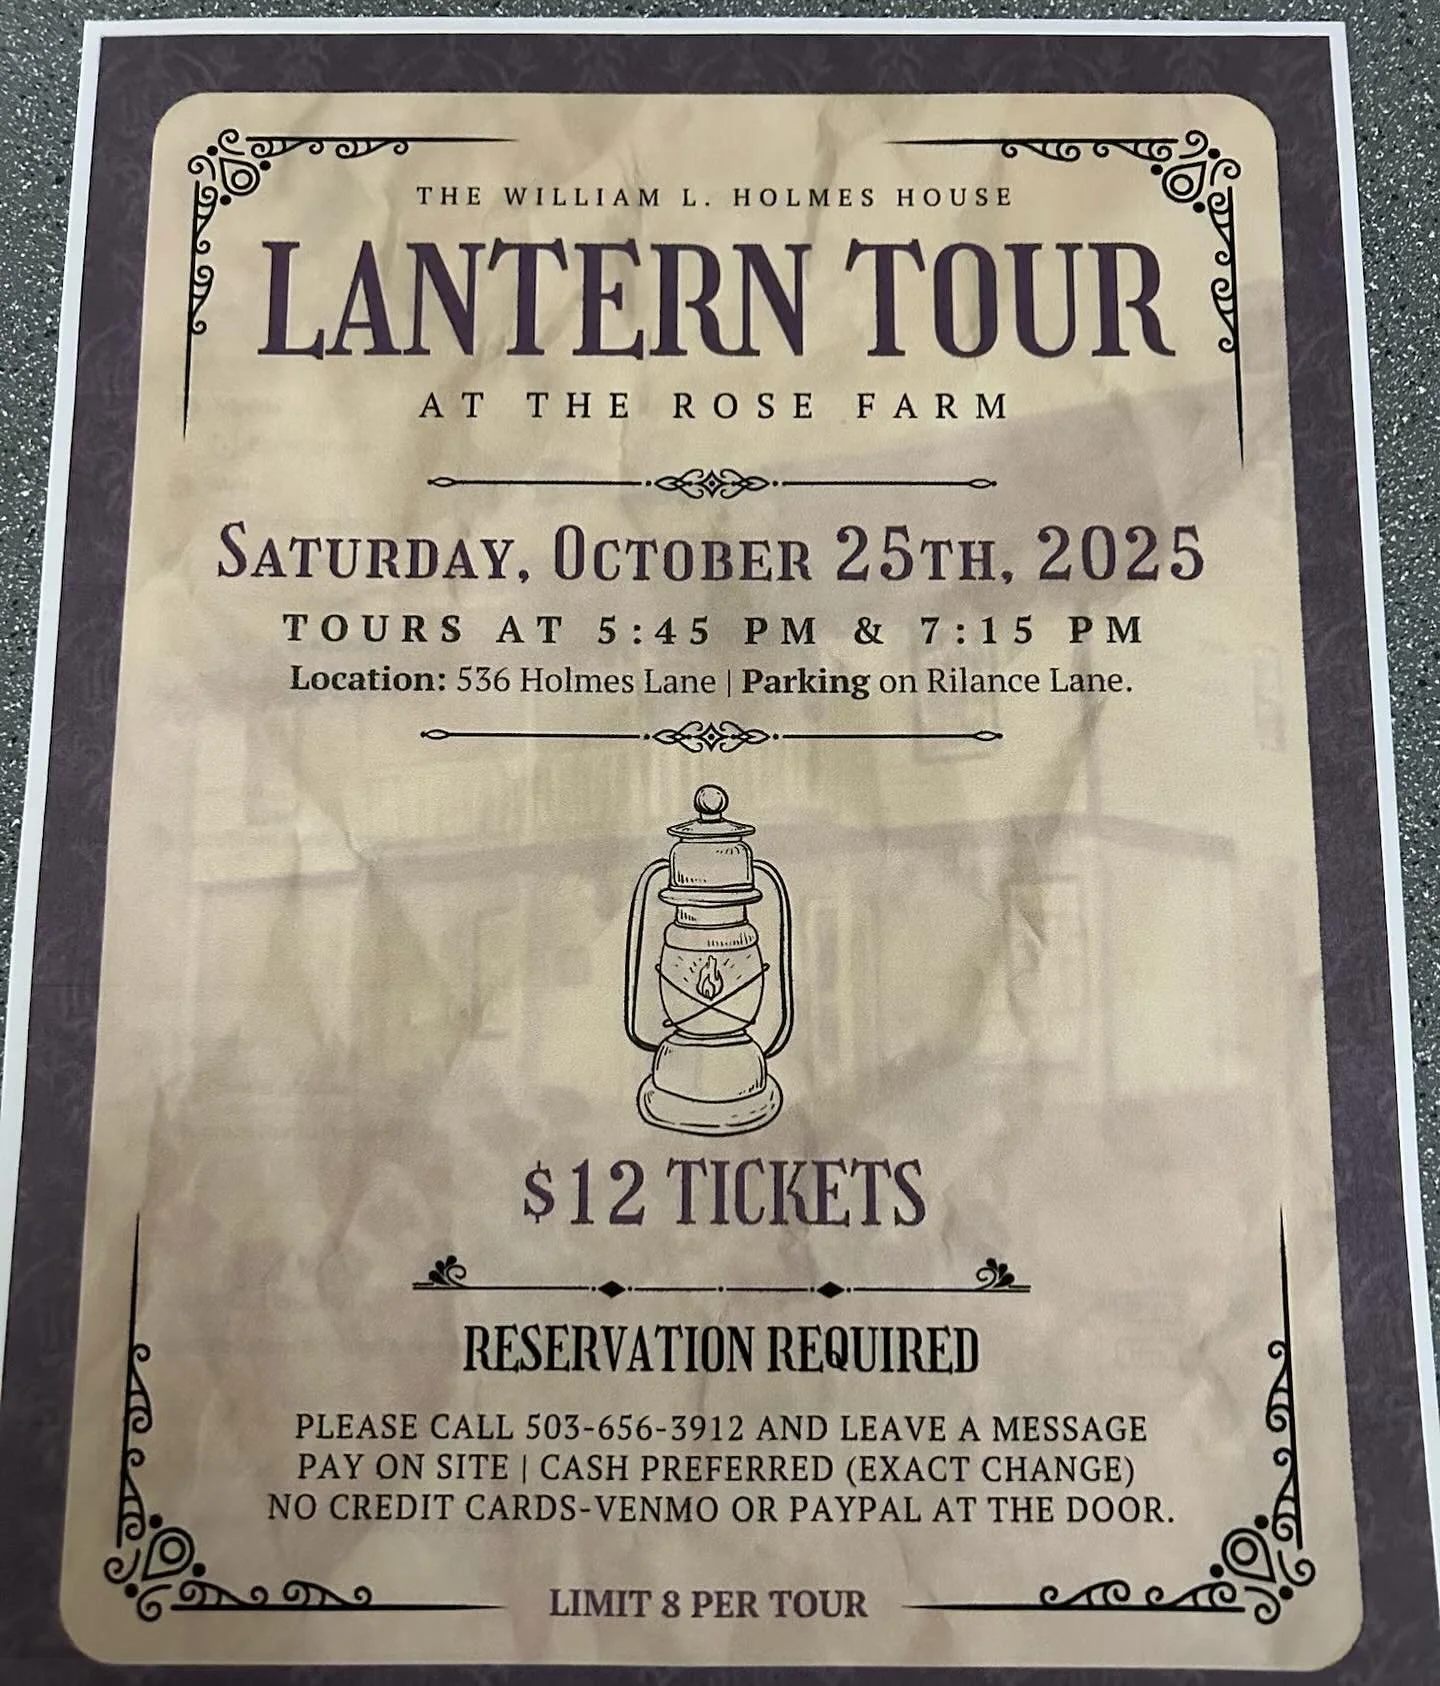 THE WILLIAM L. HOLMES HOUSE
LANTERN TOUR
AT THE ROSE FARM
SATURDAY, OCTOBER 25TH, 2025
TOURS AT 5:45 PM & 7:15 PM
Location: 536 Holmes Lane | Parking on Rilance Lane.
$12 TICKETS
RESERVATION REQUIRED
PLEASE CALL 503-656-3912 AND LEAVE A MESSAGE
PAY ON SITE | CASH PREFERRED (EXACT CHANGE)
NO CREDIT CARDS-VENMO OR PAYPAL AT THE DOOR.
LIMIT 8 PER TOUR